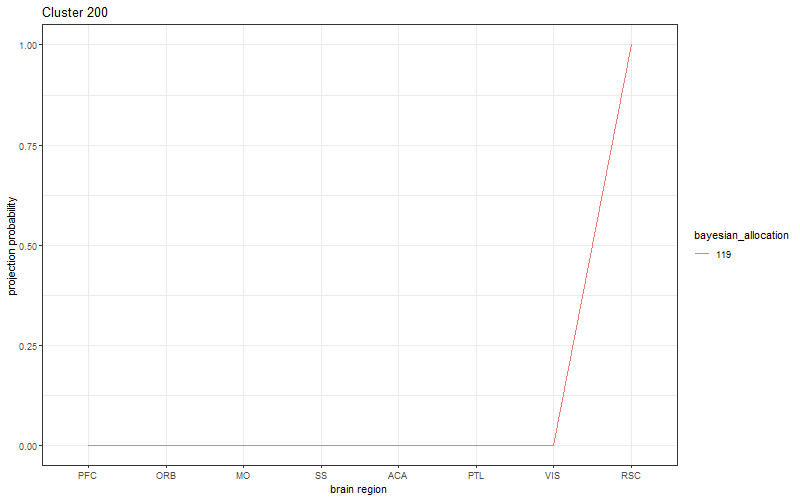 Cluster 200
1.00
0.75
0.50
0.25
0.00
projection probability
PFC ORB MO SS ACA PTL VIS RSC
brain region
bayesian_allocation
119